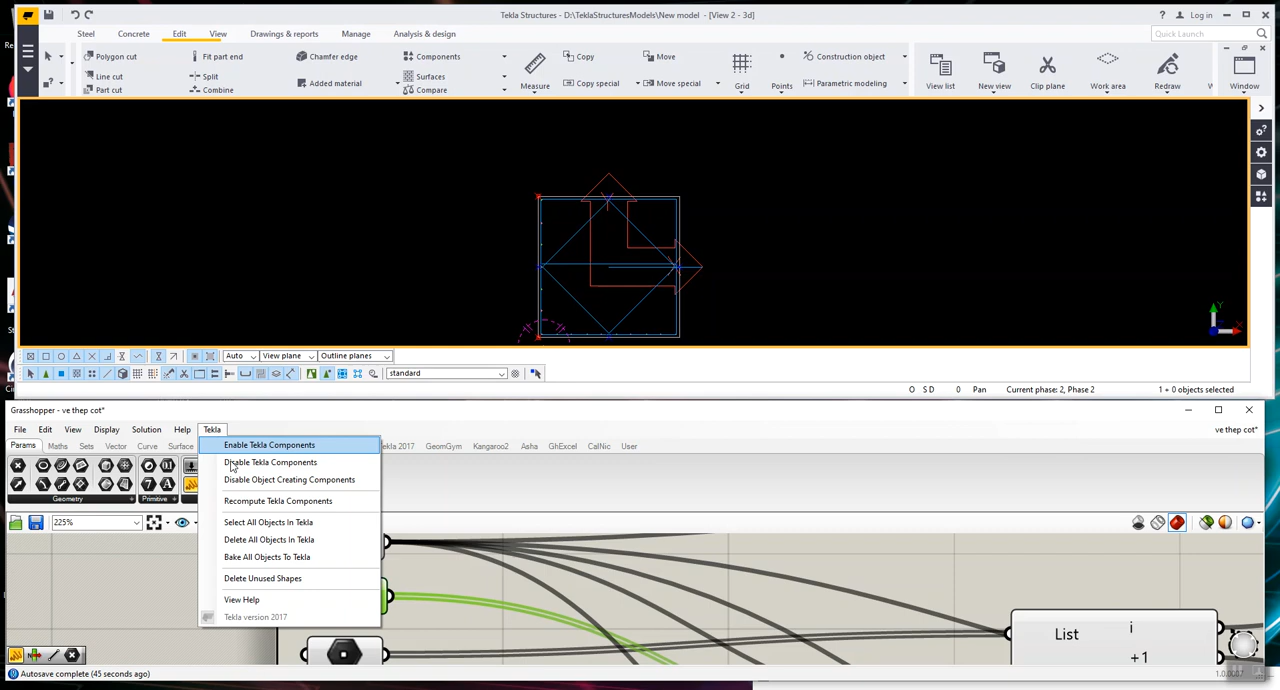 Tekla Structures - D:\TeklaStructuresModels\New model - [View 2 - 3d]
? Log in
Steel Concrete Edit View Drawings & reports Manage Analysis & design
Quick Launch
Polygon cut Fit part end Chamfer edge Components Copy Move Construction object
Line cut Split Added material Surfaces Copy special Move special Parametric modeling
Part cut Combine Compare
Measure Grid Points View list New view Clip plane Work area Redraw Window
Auto View plane Outline planes
standard
O S D 0 Pan Current phase: 2, Phase 2 1 + 0 objects selected
Grasshopper - ve thep cot*
File Edit View Display Solution Help Tekla
ve thep cot*
Params Maths Sets Vector Curve Surface Tekla 2017 GeomGym Kangaroo2 Asha GhExcel CalNic User
Geometry Primitive
Enable Tekla Components
Disable Tekla Components
Disable Object Creating Components
Recompute Tekla Components
Select All Objects In Tekla
Delete All Objects In Tekla
Bake All Objects To Tekla
Delete Unused Shapes
View Help
Tekla version 2017
225%
List i
+1
Autosave complete (45 seconds ago)
1.0.0007